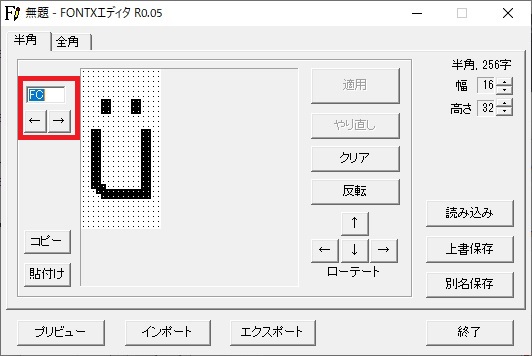 無題 - FONTXエディタ R0.05
半角 全角
半角, 256字
幅 16
高さ 32
FC
← →
適用
やり直し
クリア
反転
↑
← ↓ →
ローテート
コピー
貼付け
読み込み
上書保存
別名保存
プリビュー インポート エクスポート 終了